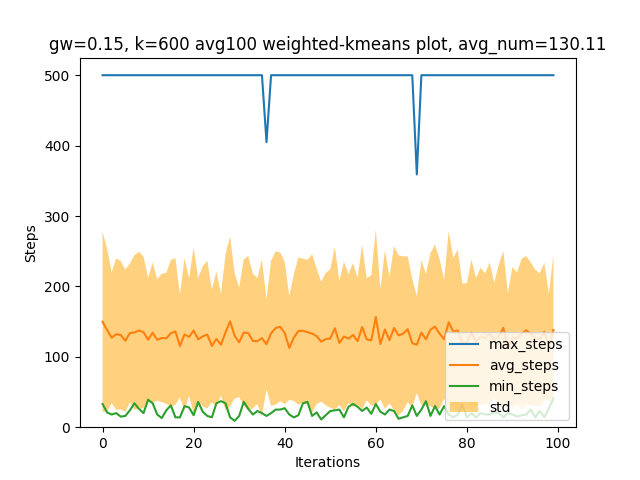 gw=0.15, k=600 avg100 weighted-kmeans plot, avg_num=130.11
500
400
300
200
100
0
Steps
0 20 40 60 80 100
Iterations
max_steps
avg_steps
min_steps
std